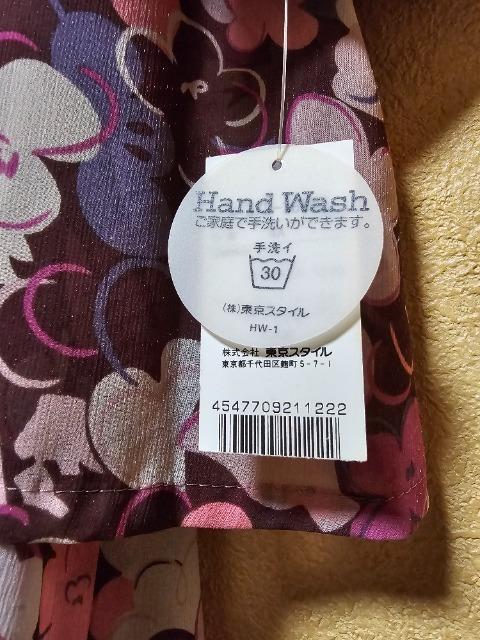 Hand Wash
ご家庭で手洗いができます。
手洗イ
30
(株)東京スタイル
HW-1
株式会社 東京スタイル
東京都千代田区麹町5-7-1
4547709211222